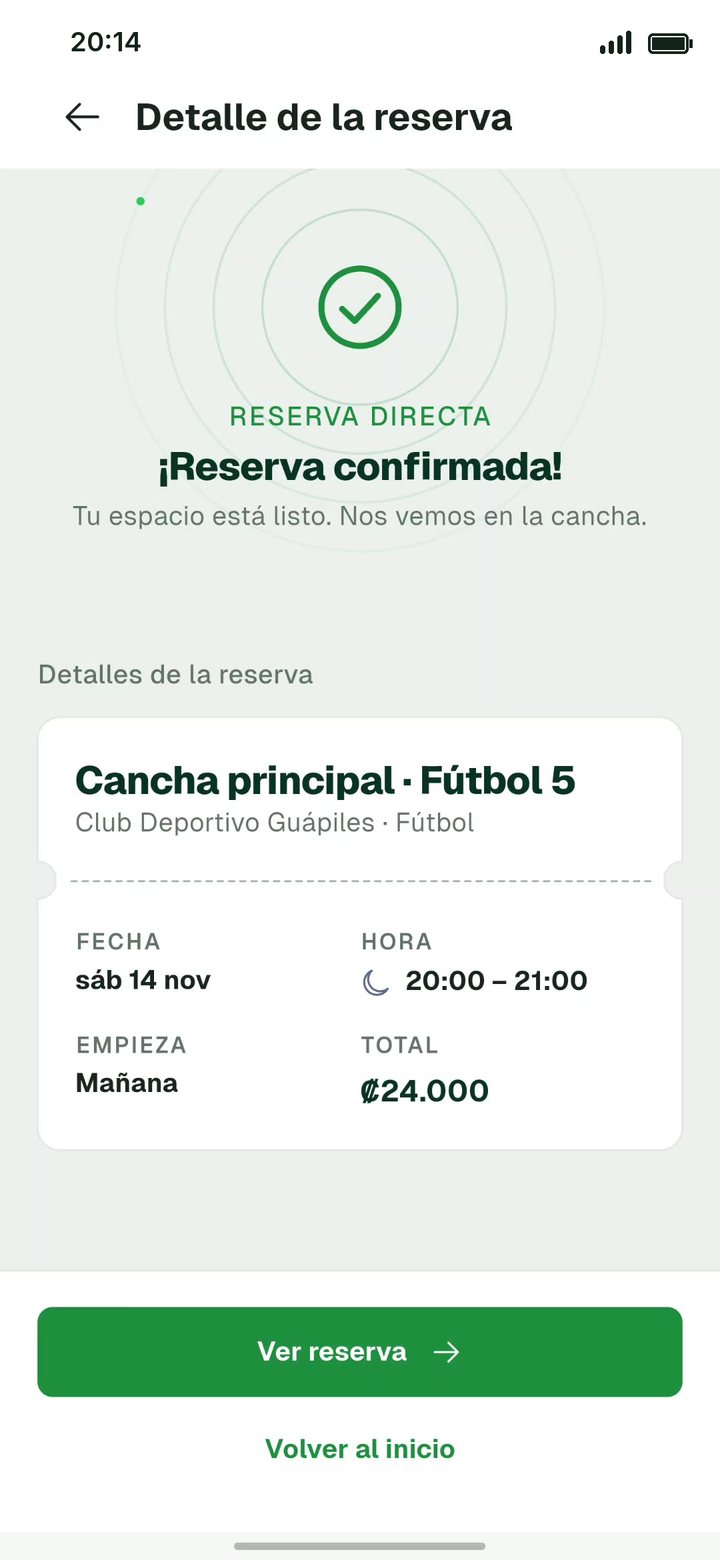 20:14
Detalle de la reserva
RESERVA DIRECTA
¡Reserva confirmada!
Tu espacio está listo. Nos vemos en la cancha.
Detalles de la reserva
Cancha principal · Fútbol 5
Club Deportivo Guápiles · Fútbol
FECHA
sáb 14 nov
HORA
20:00 – 21:00
EMPIEZA
Mañana
TOTAL
₡24.000
Ver reserva
Volver al inicio